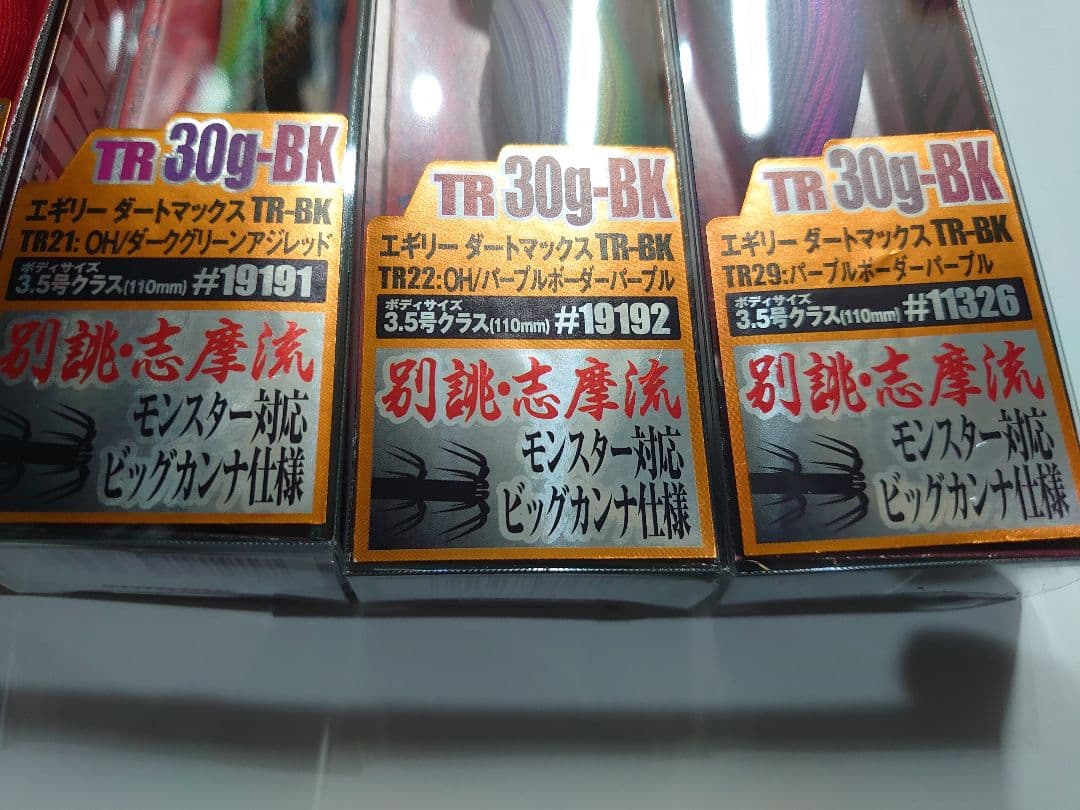 TR 30g-BK
エギリー ダートマックス TR-BK
TR21: OH/ダークグリーンアジレッド
ボディサイズ
3.5号クラス(110mm) #19191
別誂・志摩流
モンスター対応
ビッグカンナ仕様
TR 30g-BK
エギリー ダートマックス TR-BK
TR22:OH/パープルボーダーパープル
ボディサイズ
3.5号クラス(110mm) #19192
別誂・志摩流
モンスター対応
ビッグカンナ仕様
TR 30g-BK
エギリー ダートマックス TR-BK
TR29:パープルボーダーパープル
ボディサイズ
3.5号クラス(110mm) #11326
別誂・志摩流
モンスター対応
ビッグカンナ仕様